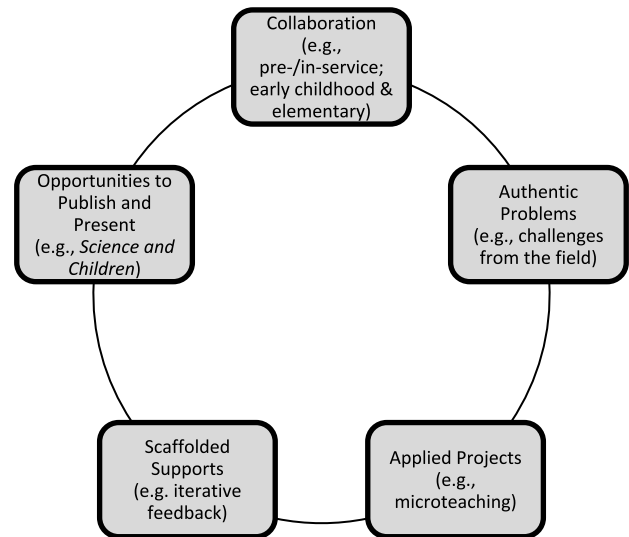 Collaboration
(e.g.,
pre-/in-service;
early childhood &
elementary)
Authentic
Problems
(e.g., challenges
from the field)
Applied Projects
(e.g.,
microteaching)
Scaffolded
Supports
(e.g. iterative
feedback)
Opportunities to
Publish and
Present
(e.g., Science and
Children)